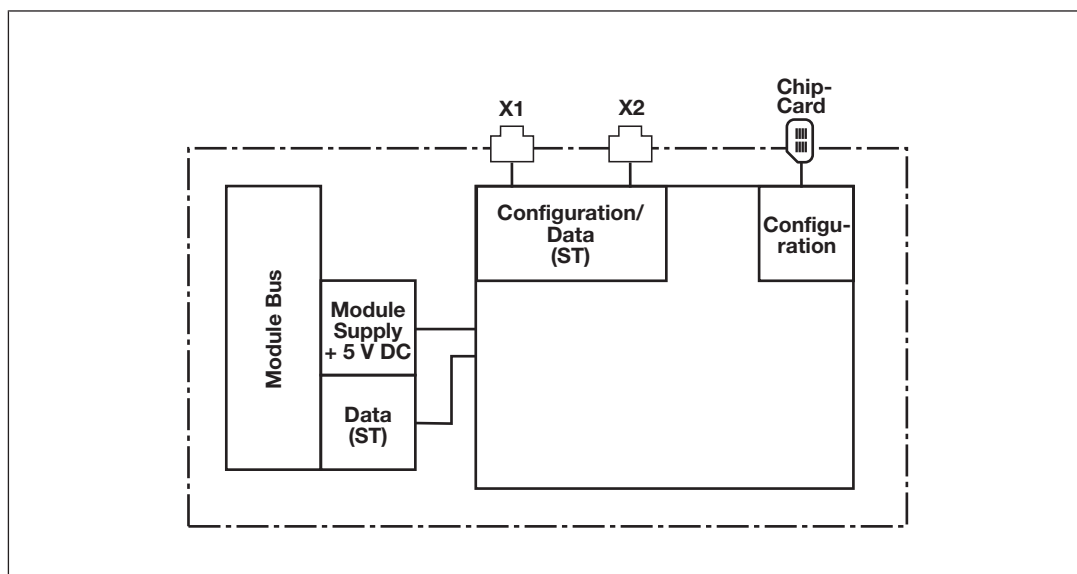 X1
X2
Chip-
Card
Configuration/
Data
(ST)
Configu-
ration
Module Bus
Module
Supply
+ 5 V DC
Data
(ST)